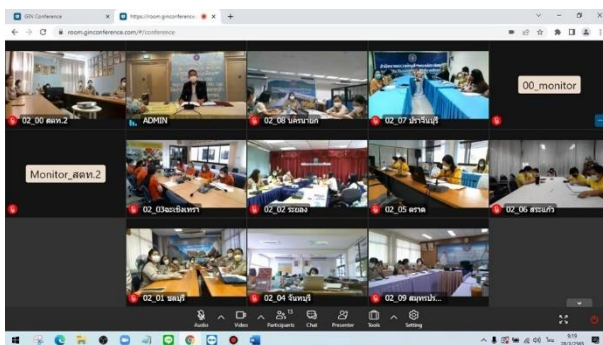 GIN Conference
https://room.ginconference.
room.ginconference.com/#/conference
02_00 สตท.2
ADMIN
02_08 นครนายก
02_07 ปราจีนบุรี
00_monitor
Monitor_สตท.2
02_03ฉะเชิงเทรา
02_02 ระยอง
02_05 ตราด
02_06 สระแก้ว
02_01 ชลบุรี
02_04 จันทบุรี
02_09 สมุทรปร...
Audio
Video
Participants
13
Chat
Presenter
Tools
Setting
9:19